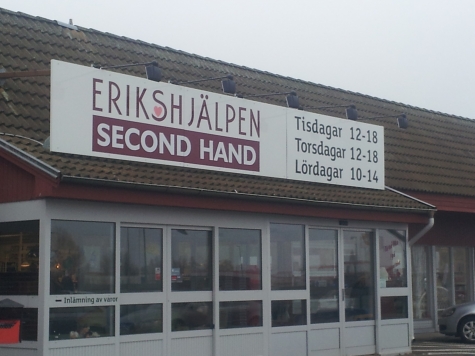 ERIKSHJÄLPEN
SECOND HAND
Tisdagar 12-18
Torsdagar 12-18
Lördagar 10-14
Inlämning av varor